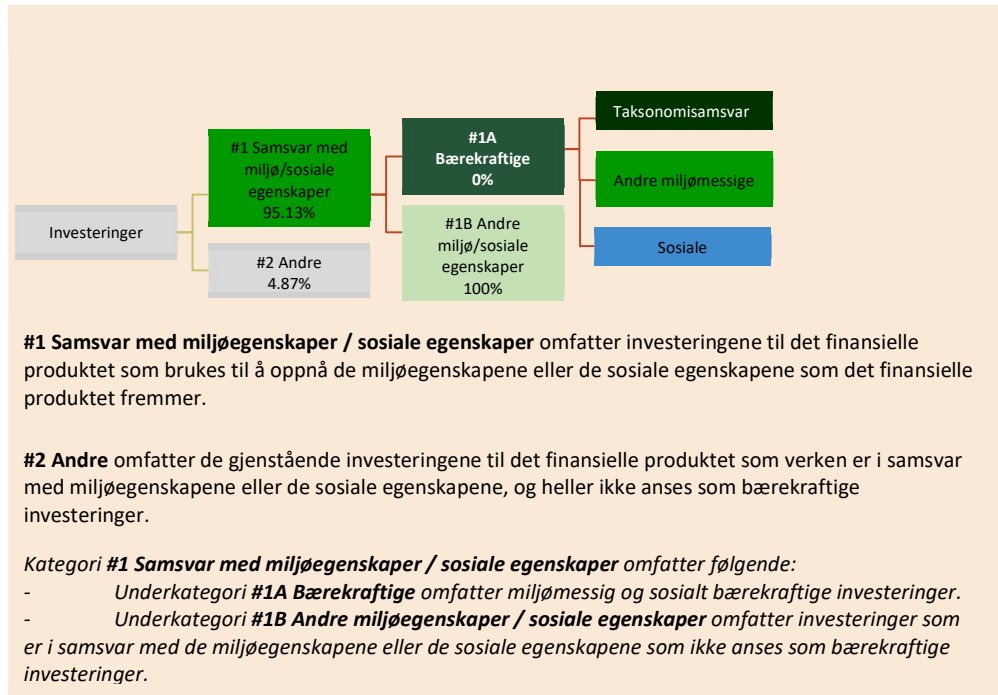 Investeringer
#1 Samsvar med
miljø/sosiale
egenskaper
95.13%
#2 Andre
4.87%
#1A
Bærekraftige
0%
#1B Andre
miljø/sosiale
egenskaper
100%
Taksonomisamsvar
Andre miljømessige
Sosiale
#1 Samsvar med miljøegenskaper / sosiale egenskaper omfatter investeringene til det finansielle
produktet som brukes til å oppnå de miljøegenskapene eller de sosiale egenskapene som det finansielle
produktet fremmer.
#2 Andre omfatter de gjenstående investeringene til det finansielle produktet som verken er i samsvar
med miljøegenskapene eller de sosiale egenskapene, og heller ikke anses som bærekraftige
investeringer.
Kategori #1 Samsvar med miljøegenskaper / sosiale egenskaper omfatter følgende:
- Underkategori #1A Bærekraftige omfatter miljømessig og sosialt bærekraftige investeringer.
- Underkategori #1B Andre miljøegenskaper / sosiale egenskaper omfatter investeringer som
er i samsvar med de miljøegenskapene eller de sosiale egenskapene som ikke anses som bærekraftige
investeringer.